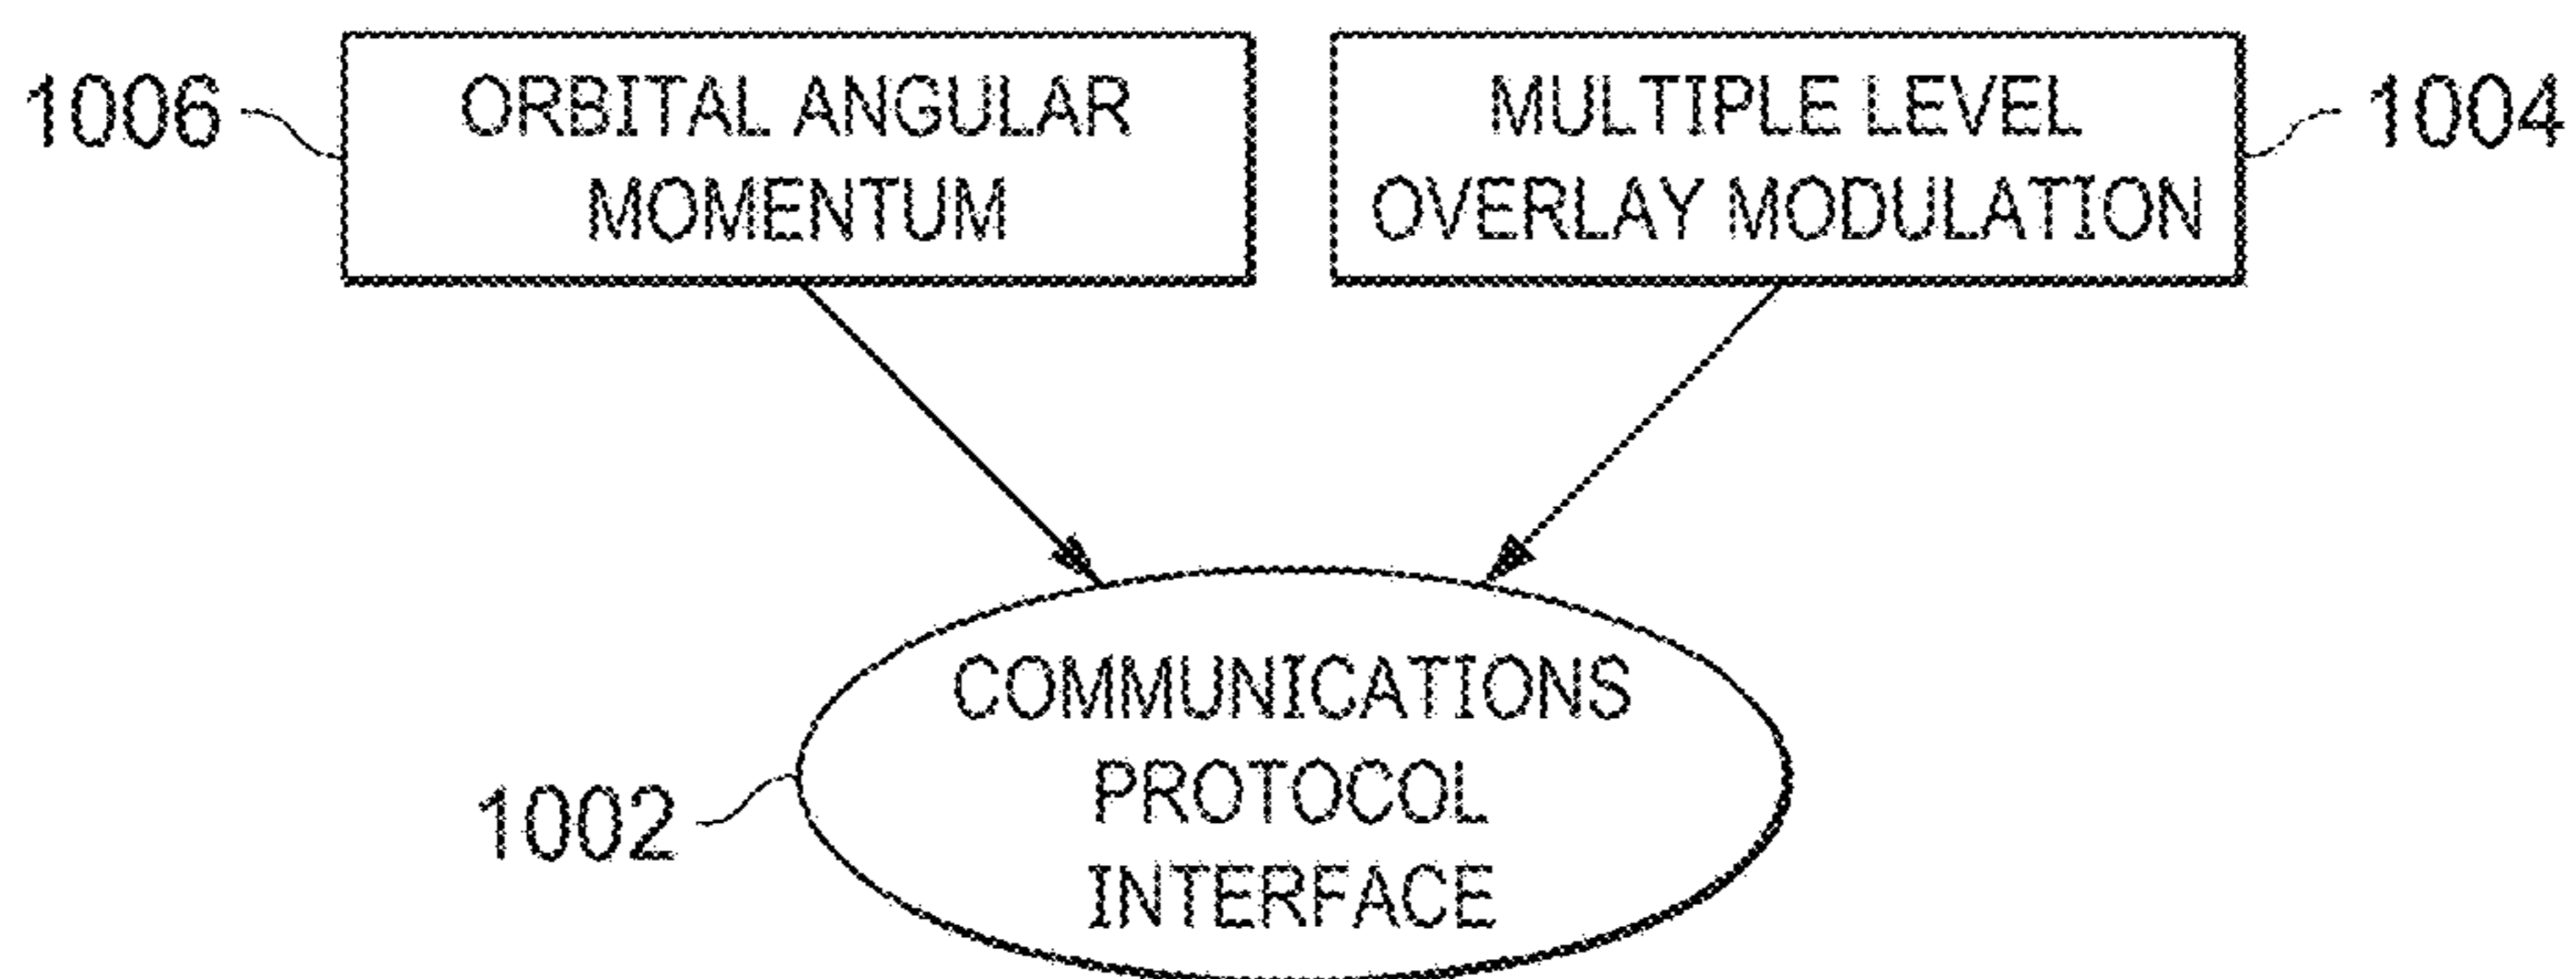 1006
ORBITAL ANGULAR
MOMENTUM
MULTIPLE LEVEL
OVERLAY MODULATION
1004
COMMUNICATIONS
PROTOCOL
INTERFACE
1002